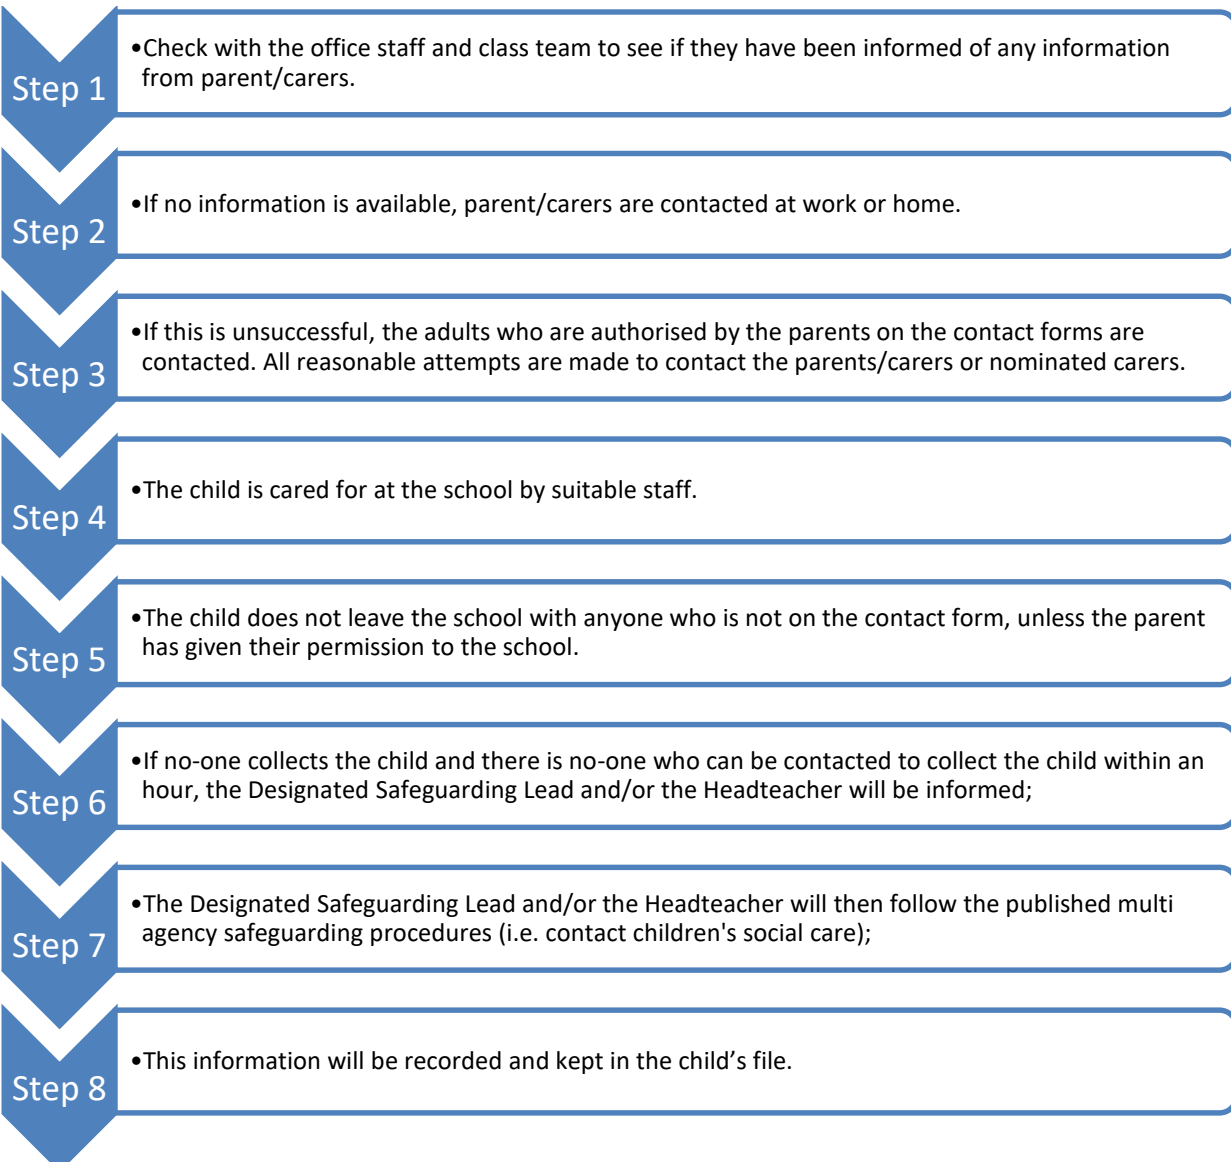 Step 1
•Check with the office staff and class team to see if they have been informed of any information
from parent/carers.
Step 2
•If no information is available, parent/carers are contacted at work or home.
Step 3
•If this is unsuccessful, the adults who are authorised by the parents on the contact forms are
contacted. All reasonable attempts are made to contact the parents/carers or nominated carers.
Step 4
•The child is cared for at the school by suitable staff.
Step 5
•The child does not leave the school with anyone who is not on the contact form, unless the parent
has given their permission to the school.
Step 6
•If no-one collects the child and there is no-one who can be contacted to collect the child within an
hour, the Designated Safeguarding Lead and/or the Headteacher will be informed;
Step 7
•The Designated Safeguarding Lead and/or the Headteacher will then follow the published multi
agency safeguarding procedures (i.e. contact children's social care);
Step 8
•This information will be recorded and kept in the child’s file.